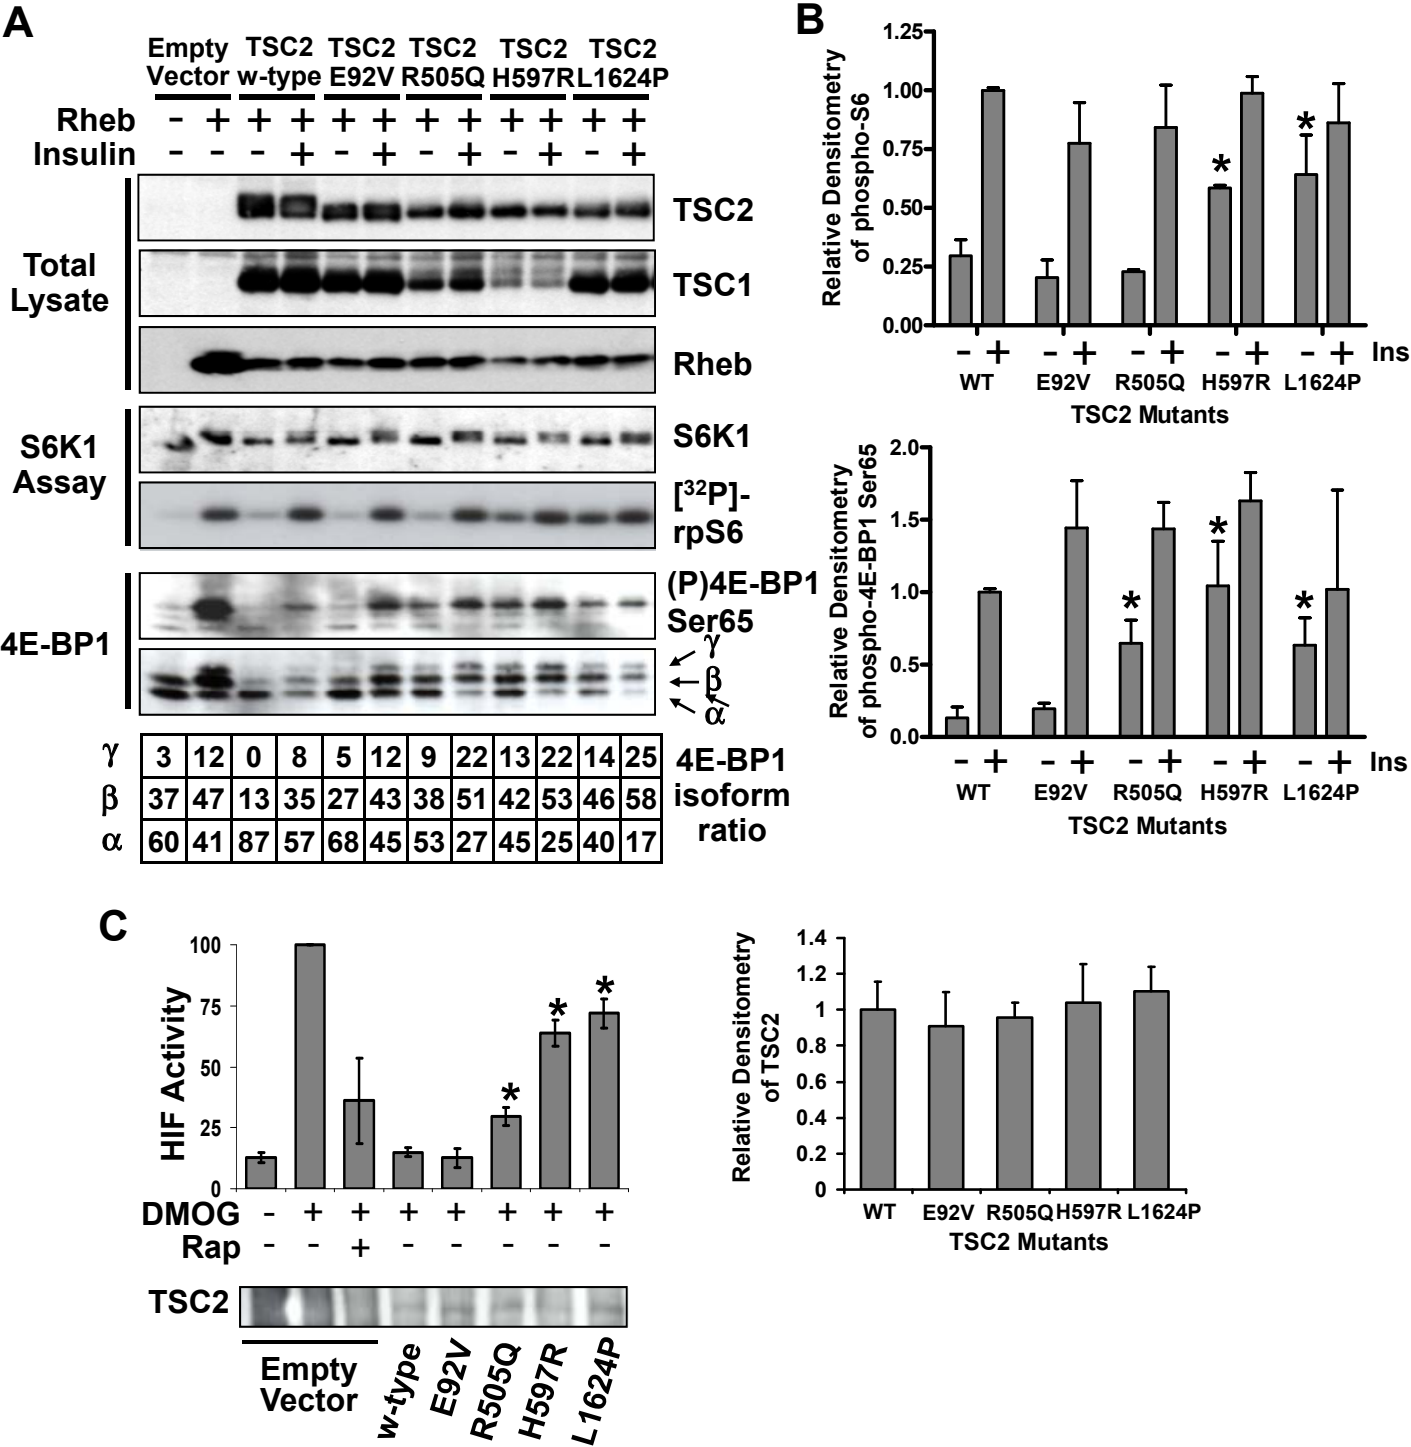 A
Empty Vector
TSC2 w-type
TSC2 E92V
TSC2 R505Q
TSC2 H597R
TSC2 L1624P
Rheb - + + + + + + + + + + +
Insulin - - - + - + - + - + - +
Total Lysate
TSC2
TSC1
Rheb
S6K1 Assay
S6K1
[³²P]-rpS6
4E-BP1
(P)4E-BP1 Ser65
γ
β
α
γ 3 12 0 8 5 12 9 22 13 22 14 25
β 37 47 13 35 27 43 38 51 42 53 46 58
α 60 41 87 57 68 45 53 27 45 25 40 17
4E-BP1 isoform ratio
B
Relative Densitometry of phospho-S6
1.25
1.00
0.75
0.50
0.25
0.00
* *
- + - + - + - + - + Ins
WT E92V R505Q H597R L1624P
TSC2 Mutants
Relative Densitometry of phospho-4E-BP1 Ser65
2.0
1.5
1.0
0.5
0.0
* * *
- + - + - + - + - + Ins
WT E92V R505Q H597R L1624P
TSC2 Mutants
C
HIF Activity
100
75
50
25
0
* * *
DMOG - + + + + + + +
Rap - - + - - - - -
TSC2
Empty Vector
w-type
E92V
R505Q
H597R
L1624P
Relative Densitometry of TSC2
1.4
1.2
1
0.8
0.6
0.4
0.2
0
WT E92V R505Q H597R L1624P
TSC2 Mutants